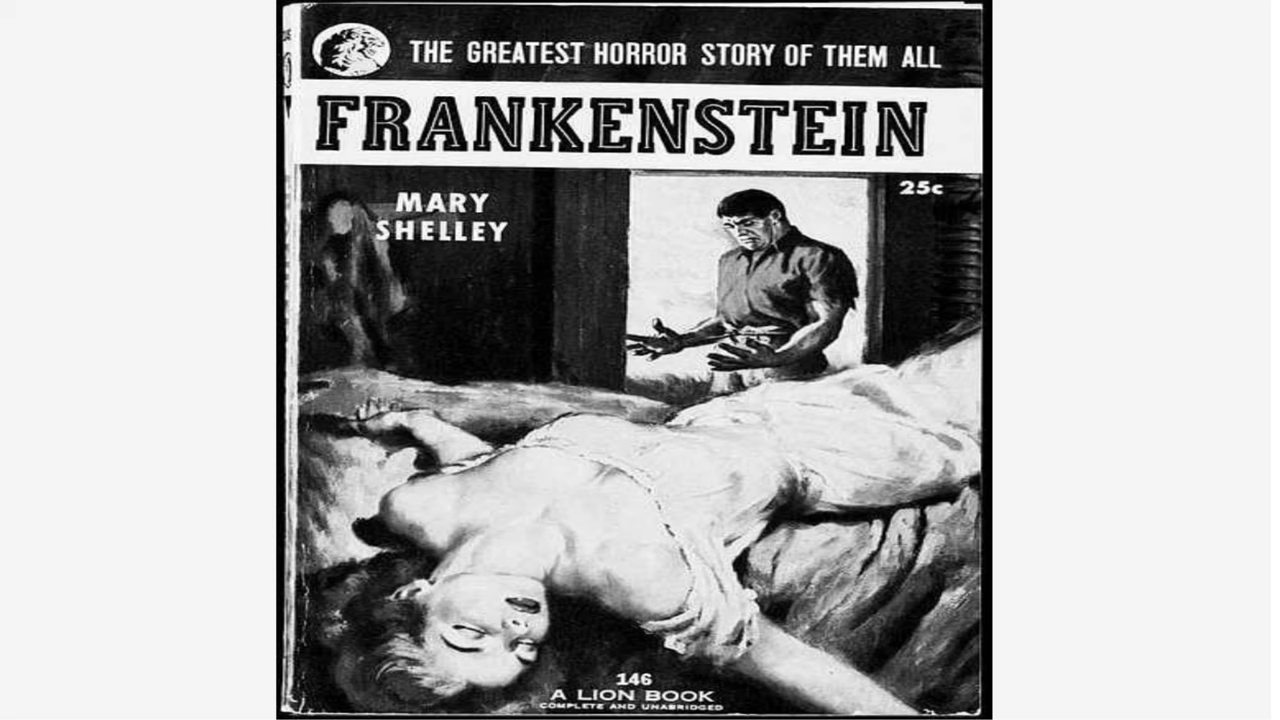 THE GREATEST HORROR STORY OF THEM ALL
FRANKENSTEIN
25c
MARY
SHELLEY
146
A LION BOOK
COMPLETE AND UNABRIDGED